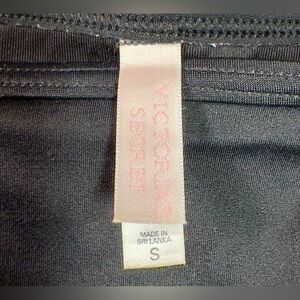 VICTORIA'S
SECRET
MADE IN
SRI LANKA
S